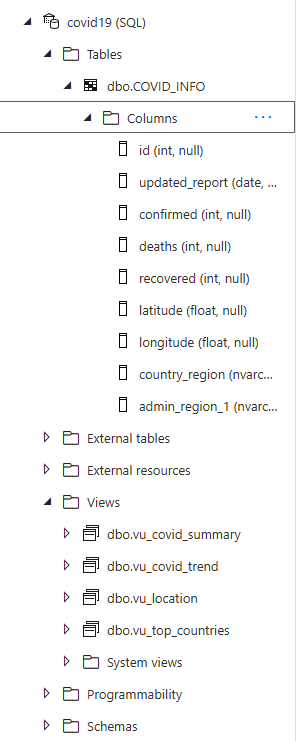 covid19 (SQL)
Tables
dbo.COVID_INFO
Columns
id (int, null)
updated_report (date, ...
confirmed (int, null)
deaths (int, null)
recovered (int, null)
latitude (float, null)
longitude (float, null)
country_region (nvarc...
admin_region_1 (nvarc...
External tables
External resources
Views
dbo.vu_covid_summary
dbo.vu_covid_trend
dbo.vu_location
dbo.vu_top_countries
System views
Programmability
Schemas